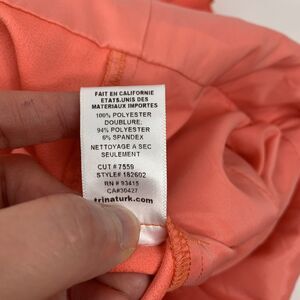 FAIT EN CALIFORNIE
ETATS.UNIS DES
MATERIAUX IMPORTES
100% POLYESTER
DOUBLURE:
94% POLYESTER
6% SPANDEX
NETTOYAGE A SEC
SEULEMENT
CUT #7559
STYLE# 182602
RN # 93415
CA#30427
trinaturk.com